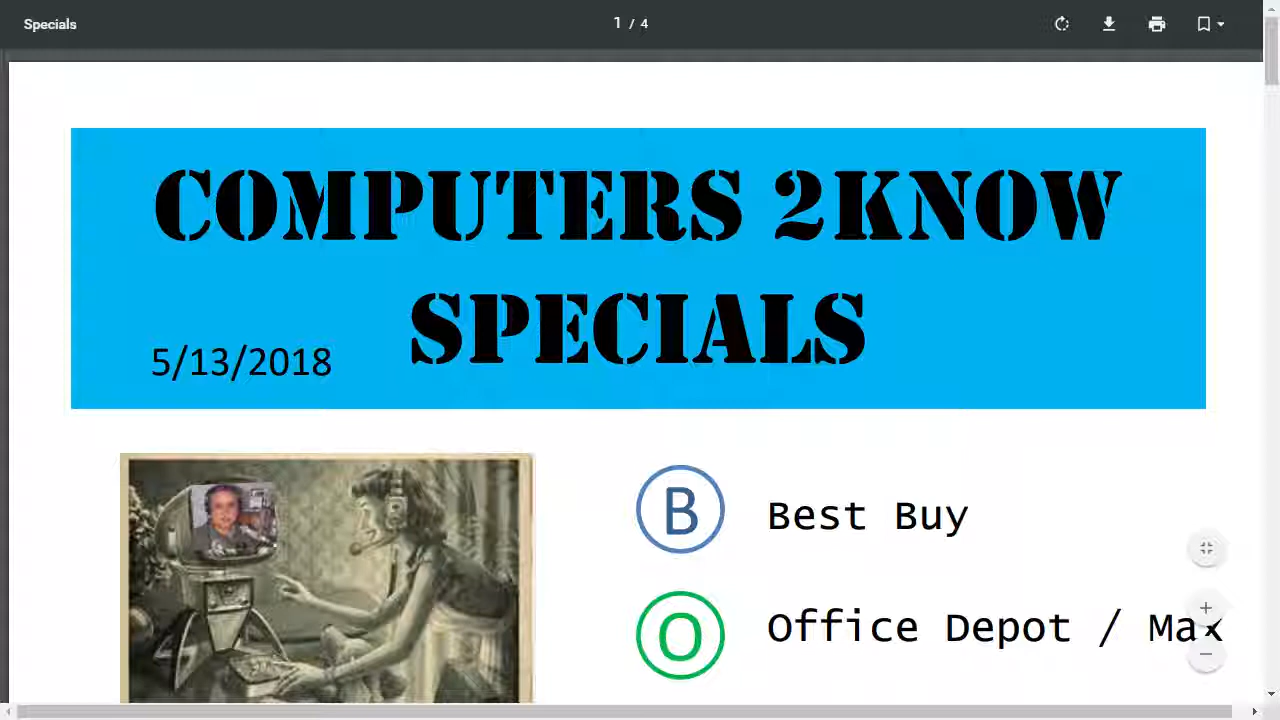 Specials
1 / 4
COMPUTERS 2KNOW
SPECIALS
5/13/2018
B Best Buy
O Office Depot / Max